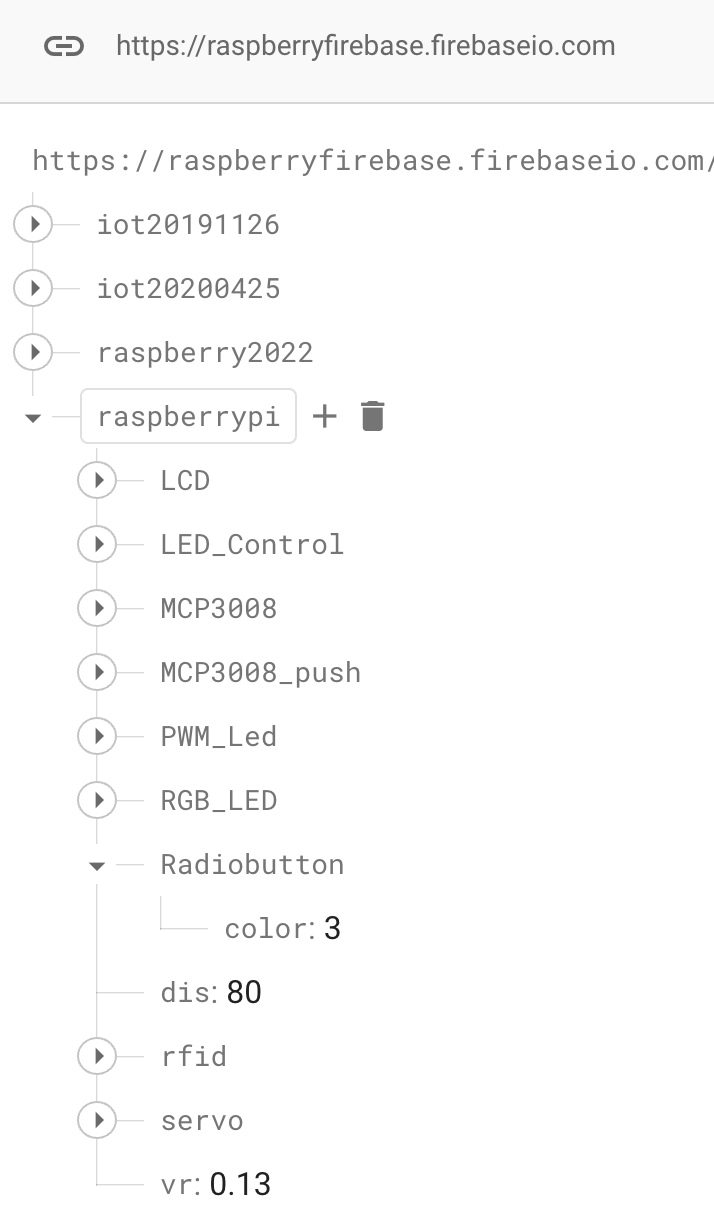 https://raspberryfirebase.firebaseio.com
https://raspberryfirebase.firebaseio.com/
iot20191126
iot20200425
raspberry2022
raspberrypi
LCD
LED_Control
MCP3008
MCP3008_push
PWM_Led
RGB_LED
Radiobutton
color: 3
dis: 80
rfid
servo
vr: 0.13